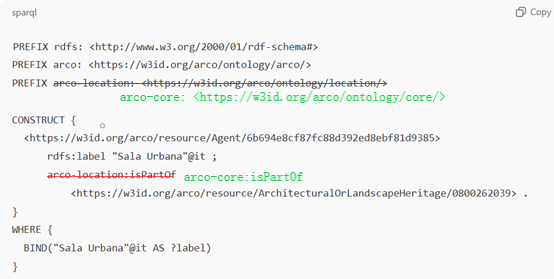 sparql
Copy
PREFIX rdfs: <http://www.w3.org/2000/01/rdf-schema#>
PREFIX arco: <https://w3id.org/arco/ontology/arco/>
PREFIX arco-location: <https://w3id.org/arco/ontology/location/>
arco-core: <https://w3id.org/arco/ontology/core/>
CONSTRUCT {
<https://w3id.org/arco/resource/Agent/6b694e8cf87fc88d392ed8ebf81d9385>
rdfs:label "Sala Urbana"@it ;
arco-location:isPartOf arco-core:isPartOf
<https://w3id.org/arco/resource/ArchitecturalOrLandscapeHeritage/0800262039> .
}
WHERE {
BIND("Sala Urbana"@it AS ?label)
}